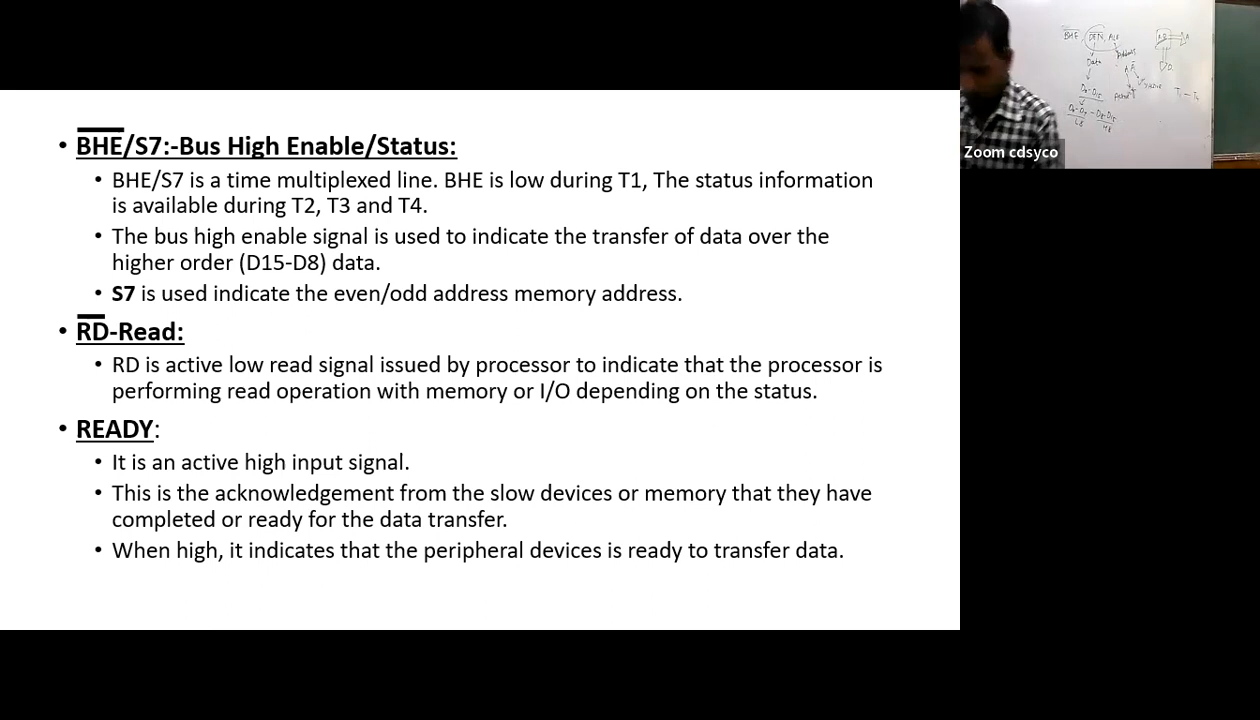 • BHE/S7:-Bus High Enable/Status:
• BHE/S7 is a time multiplexed line. BHE is low during T1, The status information
is available during T2, T3 and T4.
• The bus high enable signal is used to indicate the transfer of data over the
higher order (D15-D8) data.
• S7 is used indicate the even/odd address memory address.
• RD-Read:
• RD is active low read signal issued by processor to indicate that the processor is
performing read operation with memory or I/O depending on the status.
• READY:
• It is an active high input signal.
• This is the acknowledgement from the slow devices or memory that they have
completed or ready for the data transfer.
• When high, it indicates that the peripheral devices is ready to transfer data.
BHE DEN, ALE
Data
D0-D15
Zoom cdsyco